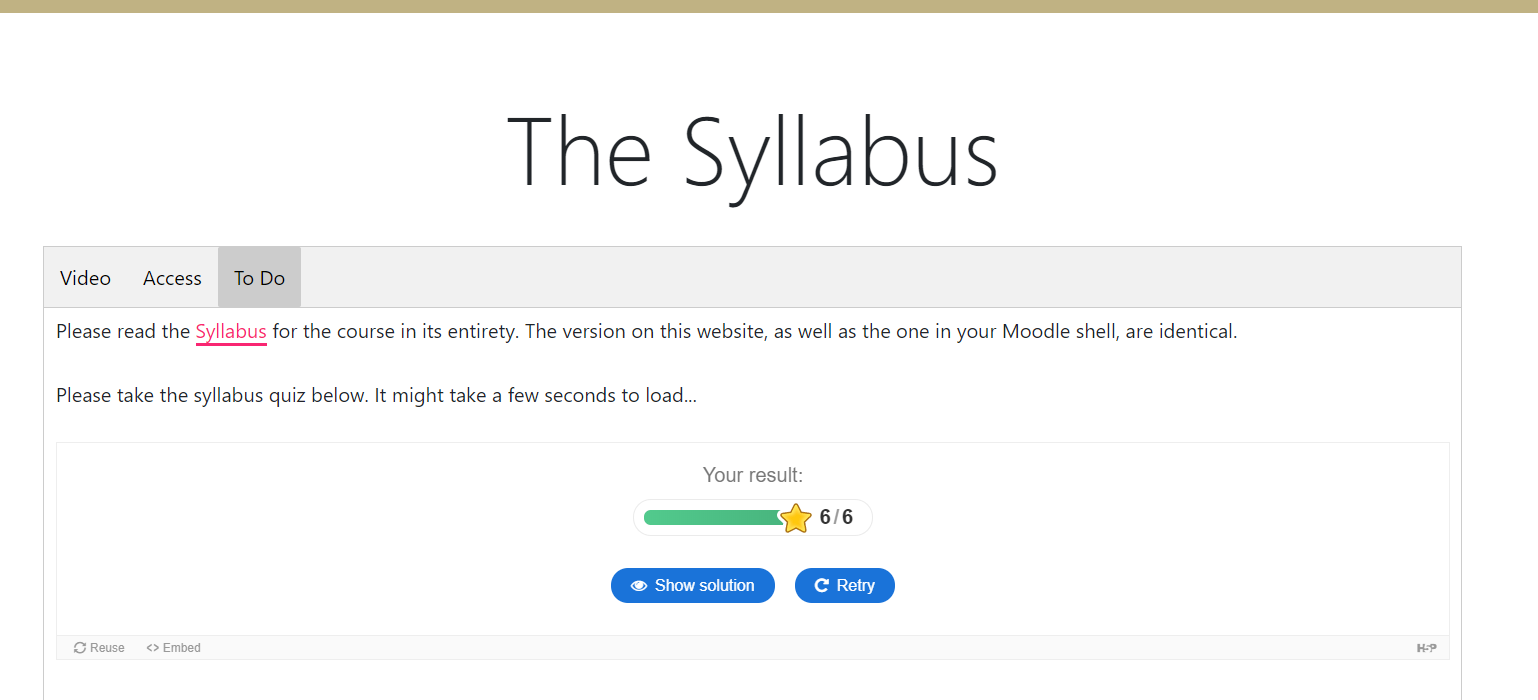 The Syllabus
Video Access To Do
Please read the Syllabus for the course in its entirety. The version on this website, as well as the one in your Moodle shell, are identical.
Please take the syllabus quiz below. It might take a few seconds to load...
Your result:
6/6
Show solution Retry
Reuse <> Embed H5P